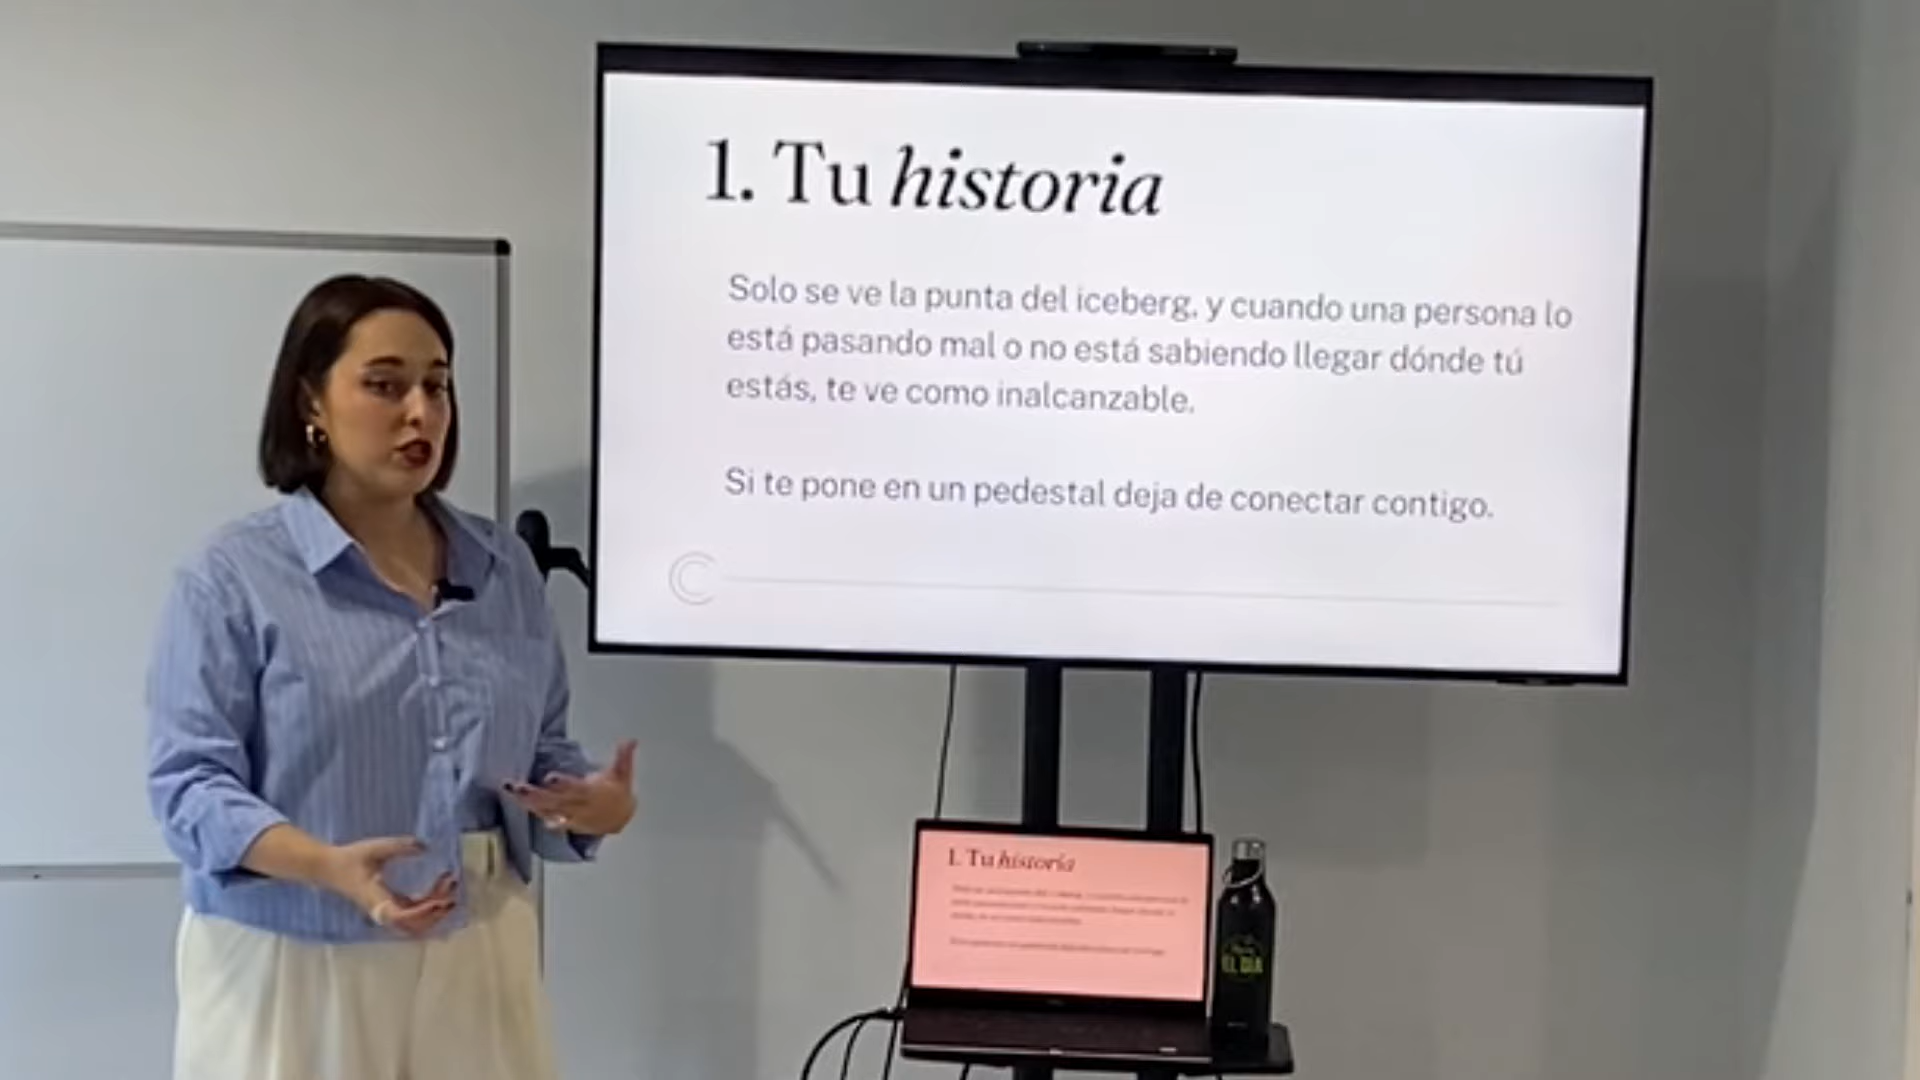 1. Tu historia
Solo se ve la punta del iceberg, y cuando una persona lo
está pasando mal o no está sabiendo llegar dónde tú
estás, te ve como inalcanzable.
Si te pone en un pedestal deja de conectar contigo.
1. Tu historia
EL DIA